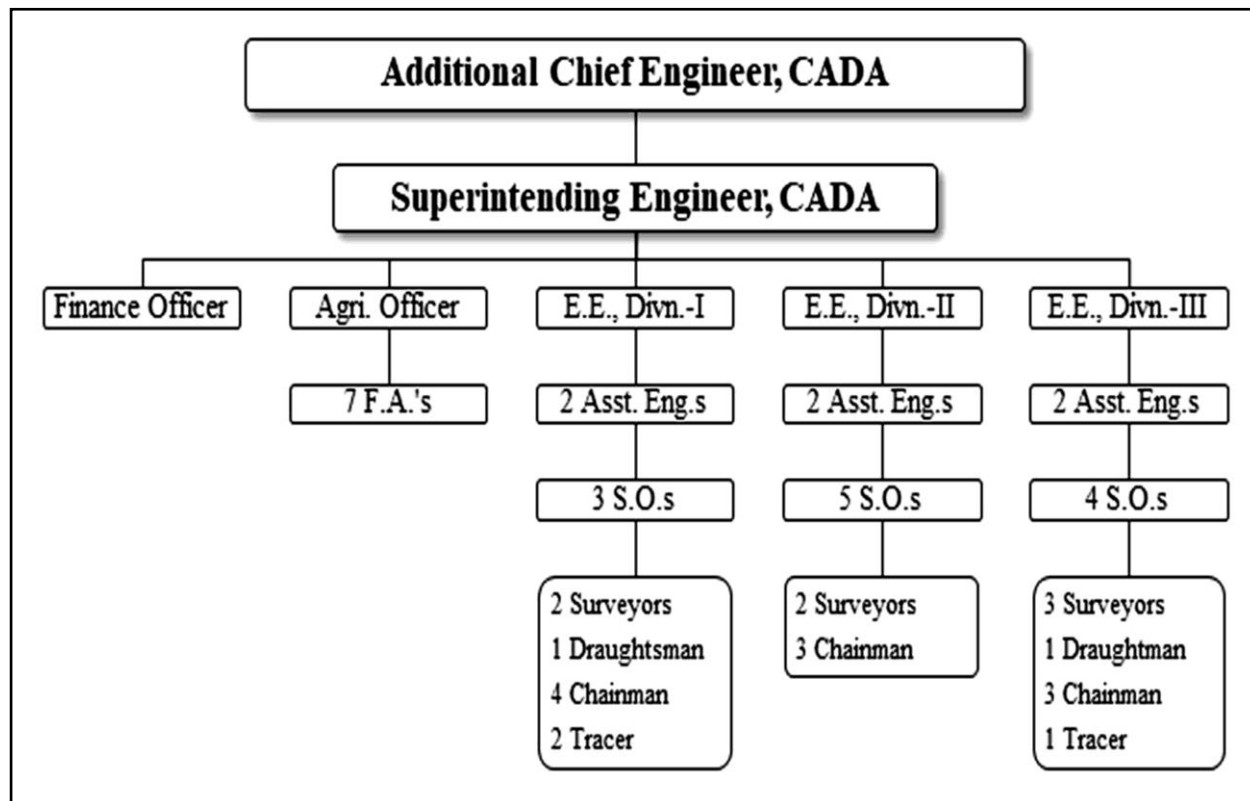 Additional Chief Engineer, CADA
Superintending Engineer, CADA
Finance Officer
Agri. Officer
E.E., Divn.-I
E.E., Divn.-II
E.E., Divn.-III
7 F.A.'s
2 Asst. Eng.s
2 Asst. Eng.s
2 Asst. Eng.s
3 S.O.s
5 S.O.s
4 S.O.s
2 Surveyors
1 Draughtsman
4 Chainman
2 Tracer
2 Surveyors
3 Chainman
3 Surveyors
1 Draughtman
3 Chainman
1 Tracer